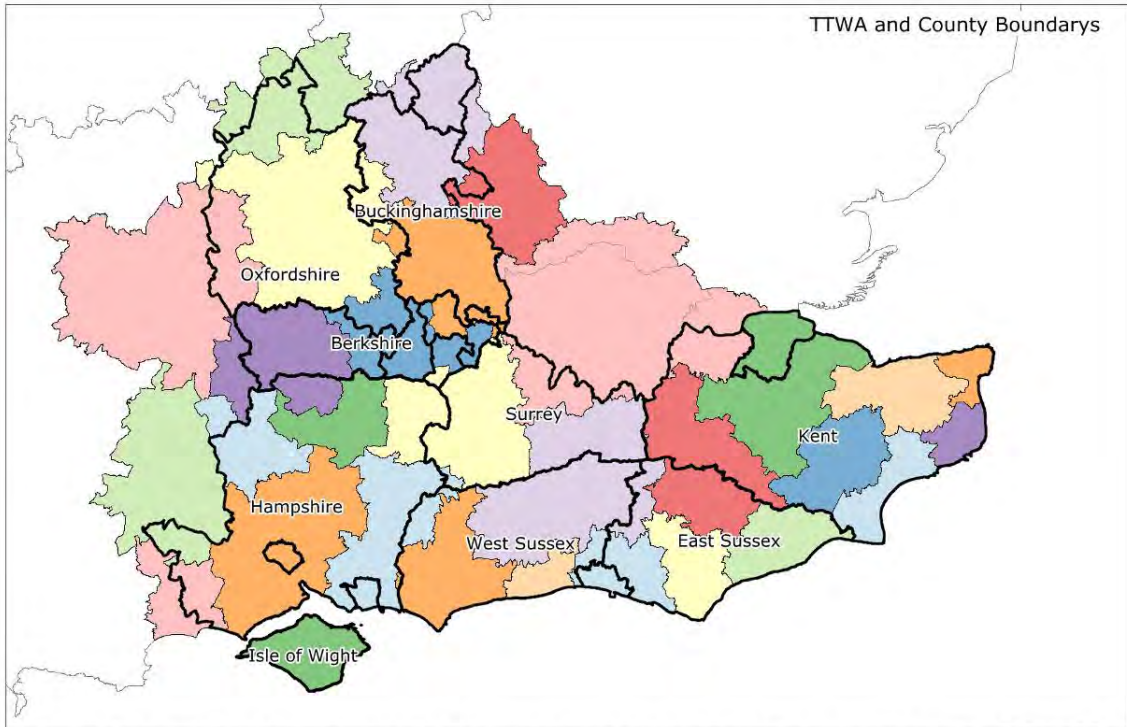 TTWA and County Boundarys
Buckinghamshire
Oxfordshire
Berkshire
Surrey
Kent
Hampshire
West Sussex
East Sussex
Isle of Wight